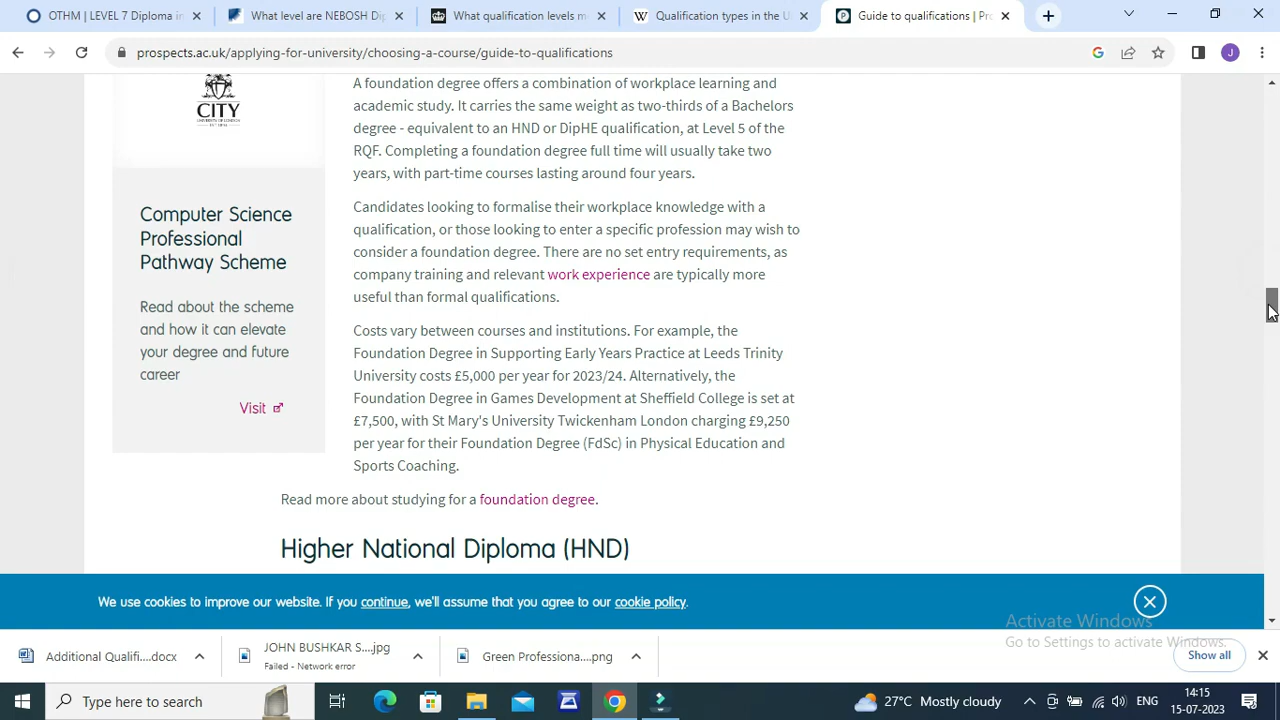 OTHM | LEVEL 7 Diploma
What level are NEBOSH Dip
What qualification levels m
Qualification types in the U
Guide to qualifications | Pro
prospects.ac.uk/applying-for-university/choosing-a-course/guide-to-qualifications
J
CITY
UNIVERSITY OF LONDON
Computer Science
Professional
Pathway Scheme
Read about the scheme
and how it can elevate
your degree and future
career
Visit
A foundation degree offers a combination of workplace learning and
academic study. It carries the same weight as two-thirds of a Bachelors
degree - equivalent to an HND or DipHE qualification, at Level 5 of the
RQF. Completing a foundation degree full time will usually take two
years, with part-time courses lasting around four years.
Candidates looking to formalise their workplace knowledge with a
qualification, or those looking to enter a specific profession may wish to
consider a foundation degree. There are no set entry requirements, as
company training and relevant work experience are typically more
useful than formal qualifications.
Costs vary between courses and institutions. For example, the
Foundation Degree in Supporting Early Years Practice at Leeds Trinity
University costs £5,000 per year for 2023/24. Alternatively, the
Foundation Degree in Games Development at Sheffield College is set at
£7,500, with St Mary's University Twickenham London charging £9,250
per year for their Foundation Degree (FdSc) in Physical Education and
Sports Coaching.
Read more about studying for a foundation degree.
Higher National Diploma (HND)
We use cookies to improve our website. If you continue, we'll assume that you agree to our cookie policy.
Activate Windows
Go to Settings to activate Windows.
Additional Qualifi....docx
JOHN BUSHKAR S....jpg
Failed - Network error
Green Professiona....png
Show all
Type here to search
27°C Mostly cloudy
ENG
14:15
15-07-2023